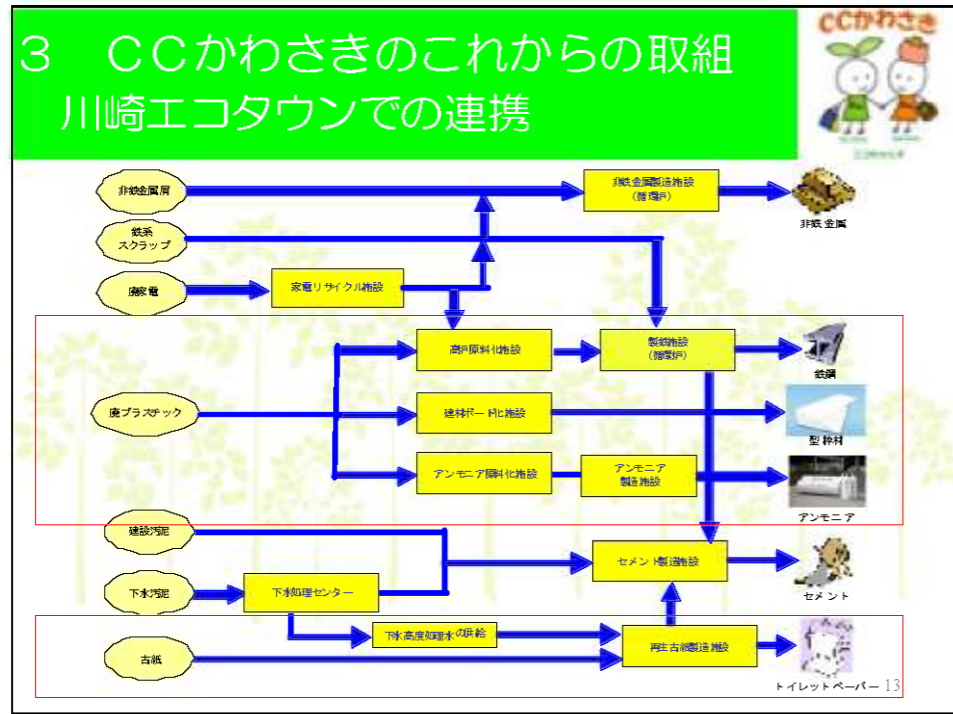 3 CCかわさきのこれからの取組
川崎エコタウンでの連携
CCかわさき
非鉄金属屑
非鉄金属製造施設
(循環炉)
非鉄金属
鉄系
スクラップ
廃家電
家電リサイクル施設
高炉原料化施設
製鉄施設
(循環炉)
鉄鋼
廃プラスチック
建材ボード化施設
型枠材
アンモニア原料化施設
アンモニア
製造施設
アンモニア
建設汚泥
セメント製造施設
セメント
下水汚泥
下水処理センター
下水高度処理水の供給
古紙
再生古紙製造施設
トイレットペーパー
13